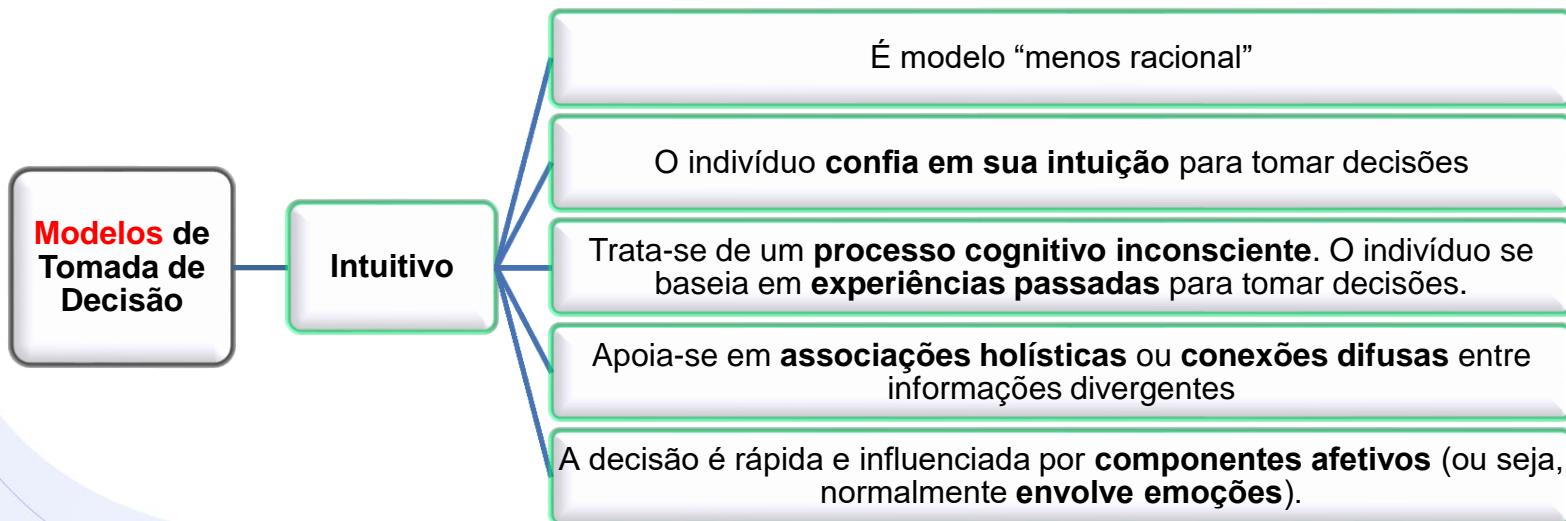 Modelos de
Tomada de
Decisão
Intuitivo
É modelo “menos racional”
O indivíduo confia em sua intuição para tomar decisões
Trata-se de um processo cognitivo inconsciente. O indivíduo se
baseia em experiências passadas para tomar decisões.
Apoia-se em associações holísticas ou conexões difusas entre
informações divergentes
A decisão é rápida e influenciada por componentes afetivos (ou seja,
normalmente envolve emoções).